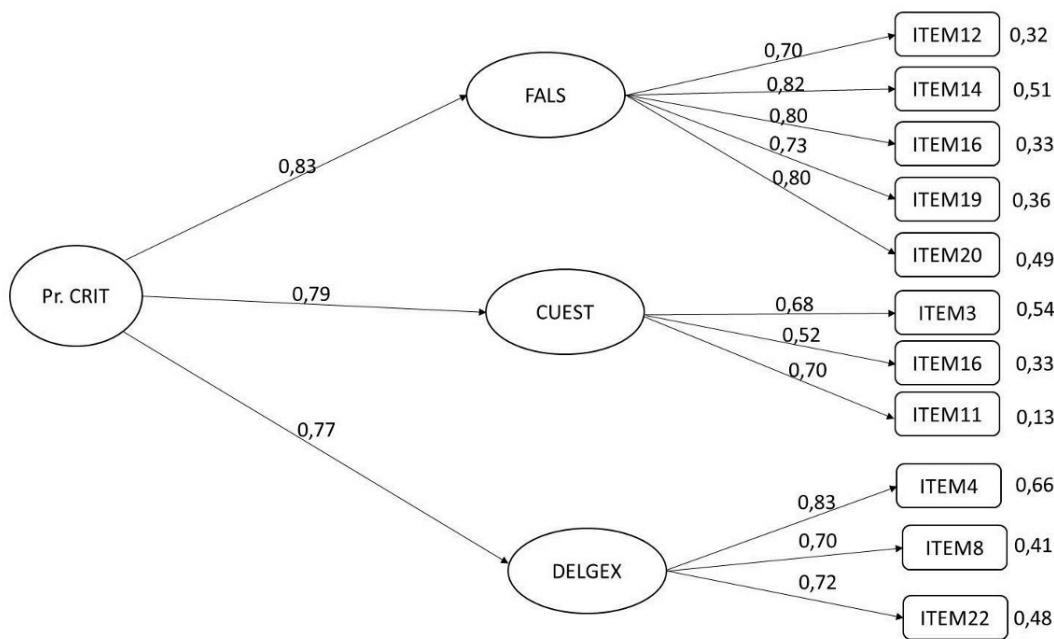 ITEM12 0,32
0,70
FALS
0,82
ITEM14 0,51
0,80
ITEM16 0,33
0,73
0,83
0,80
ITEM19 0,36
ITEM20 0,49
Pr. CRIT
0,79
CUEST
0,68
ITEM3 0,54
0,52
ITEM16 0,33
0,70
ITEM11 0,13
0,77
ITEM4 0,66
0,83
0,70
ITEM8 0,41
DELGEX
0,72
ITEM22 0,48